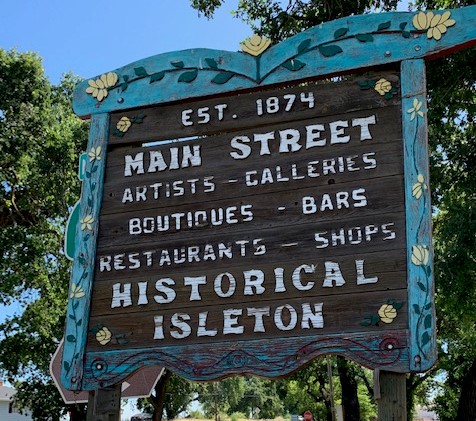 EST. 1874
MAIN STREET
ARTISTS - GALLERIES
BOUTIQUES - BARS
RESTAURANTS - SHOPS
HISTORICAL
ISLETON